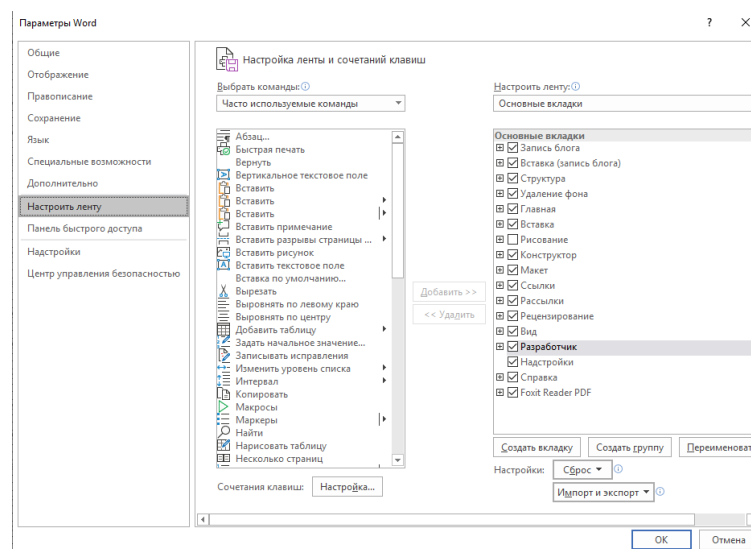 Параметры Word
?
Общие
Отображение
Правописание
Сохранение
Язык
Специальные возможности
Дополнительно
Настроить ленту
Панель быстрого доступа
Надстройки
Центр управления безопасностью
Настройка ленты и сочетаний клавиш
Выбрать команды:
Часто используемые команды
Абзац...
Быстрая печать
Вернуть
Вертикальное текстовое поле
Вставить
Вставить
Вставить
Вставить примечание
Вставить разрывы страницы ...
Вставить рисунок
Вставить текстовое поле
Вставка по умолчанию...
Вырезать
Выровнять по левому краю
Выровнять по центру
Добавить таблицу
Задать начальное значение...
Записывать исправления
Изменить уровень списка
Интервал
Копировать
Макросы
Маркеры
Найти
Нарисовать таблицу
Несколько страниц
Сочетания клавиш: Настройка...
Добавить >>
<< Удалить
Настроить ленту:
Основные вкладки
Основные вкладки
Запись блога
Вставка (запись блога)
Структура
Удаление фона
Главная
Вставка
Рисование
Конструктор
Макет
Ссылки
Рассылки
Рецензирование
Вид
Разработчик
Надстройки
Справка
Foxit Reader PDF
Создать вкладку Создать группу Переименоват
Настройки: Сброс
Импорт и экспорт
ОК Отмена